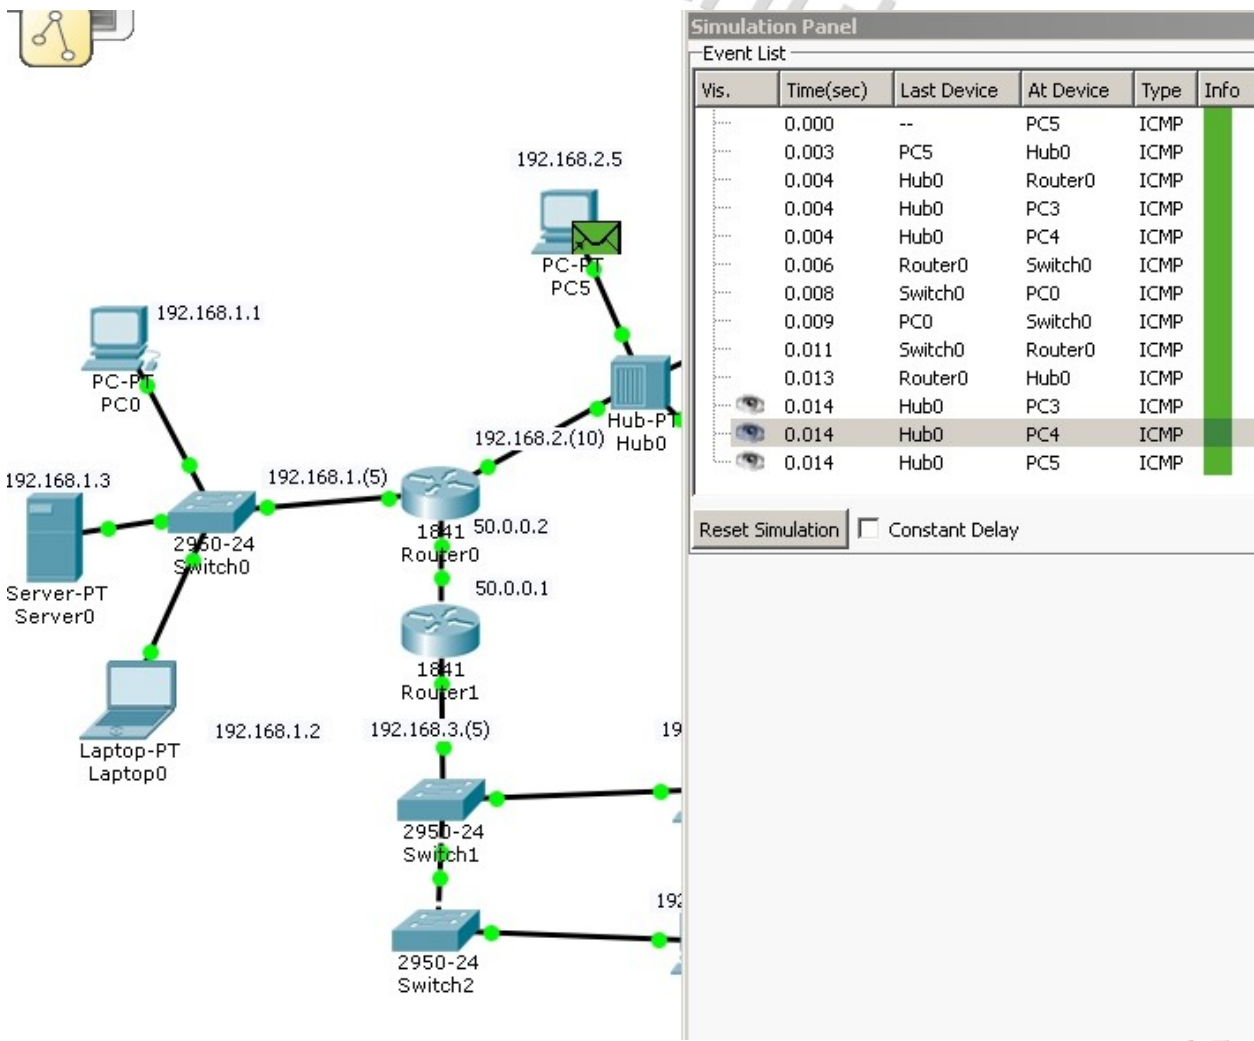 Simulation Panel
Event List
Vis. Time(sec) Last Device At Device Type Info
0.000 -- PC5 ICMP
0.003 PC5 Hub0 ICMP
0.004 Hub0 Router0 ICMP
0.004 Hub0 PC3 ICMP
0.004 Hub0 PC4 ICMP
0.006 Router0 Switch0 ICMP
0.008 Switch0 PC0 ICMP
0.009 PC0 Switch0 ICMP
0.011 Switch0 Router0 ICMP
0.013 Router0 Hub0 ICMP
0.014 Hub0 PC3 ICMP
0.014 Hub0 PC4 ICMP
0.014 Hub0 PC5 ICMP
Reset Simulation Constant Delay
192.168.2.5
PC-PT
PC5
192.168.1.1
PC-PT
PC0
Hub-PT
Hub0
192.168.2.(10)
192.168.1.3
192.168.1.(5)
2950-24
Switch0
Server-PT
Server0
1841
Router0
50.0.0.2
50.0.0.1
1841
Router1
192.168.1.2
Laptop-PT
Laptop0
192.168.3.(5)
19
2950-24
Switch1
192
2950-24
Switch2